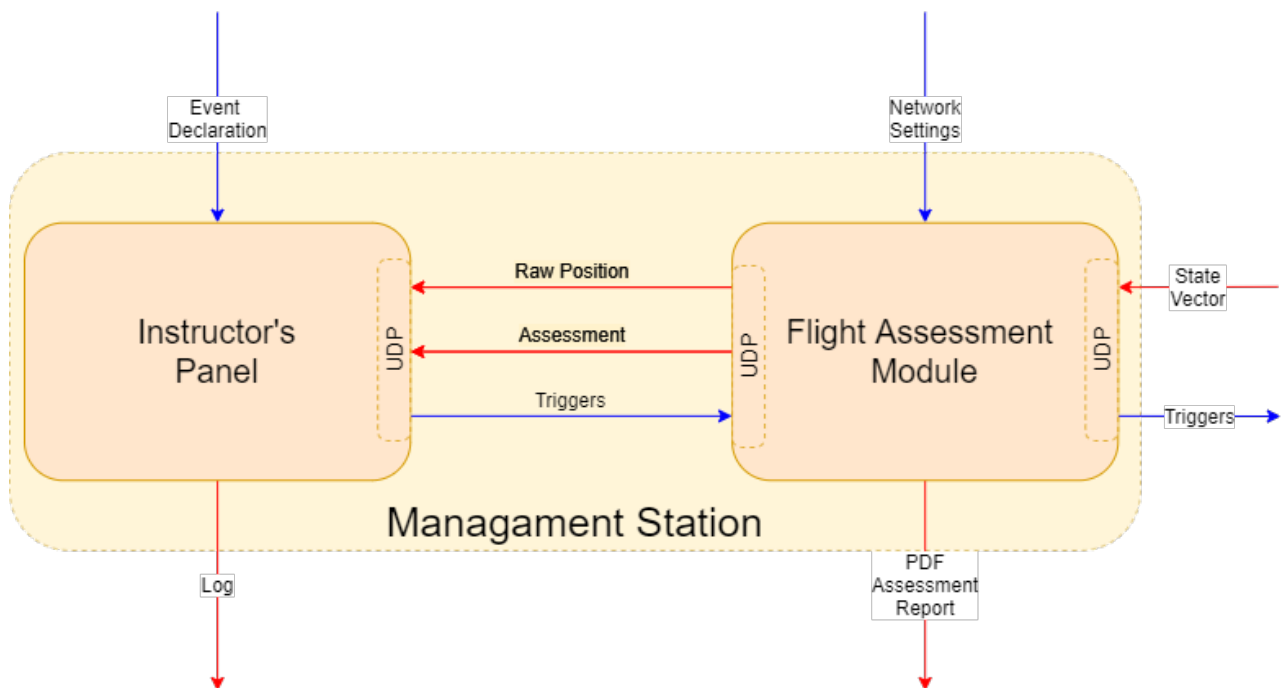 Event
Declaration
Network
Settings
Instructor's
Panel
UDP
Raw Position
Assessment
Triggers
UDP
Flight Assessment
Module
UDP
State
Vector
Triggers
Managament Station
Log
PDF
Assessment
Report